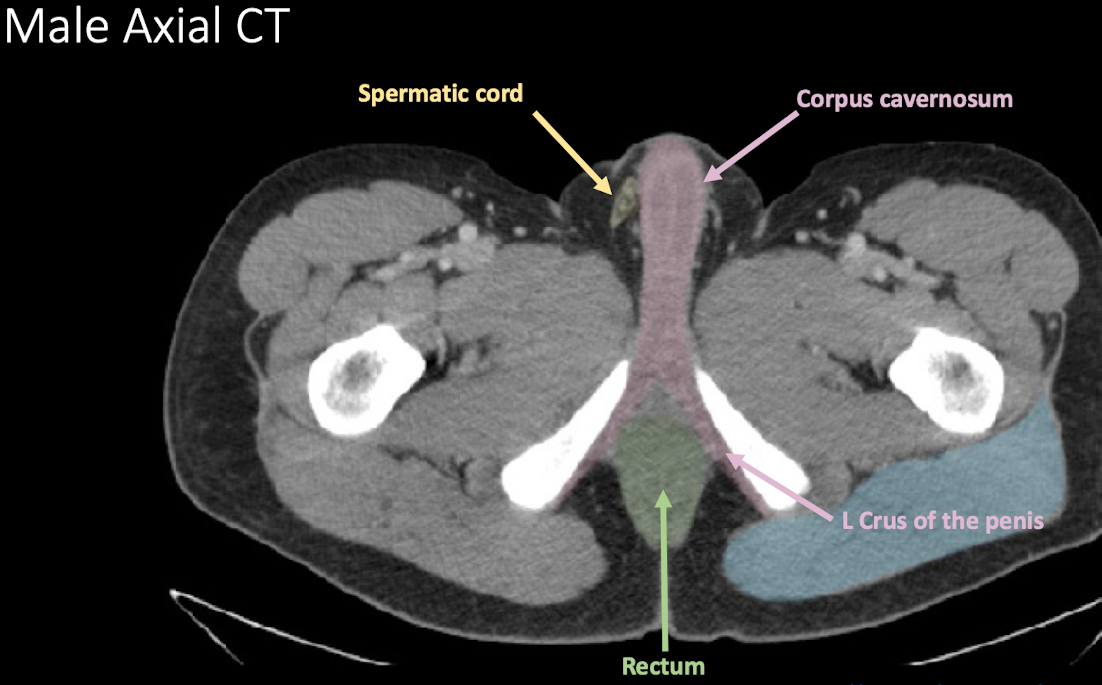 Male Axial CT
Spermatic cord
Corpus cavernosum
L Crus of the penis
Rectum